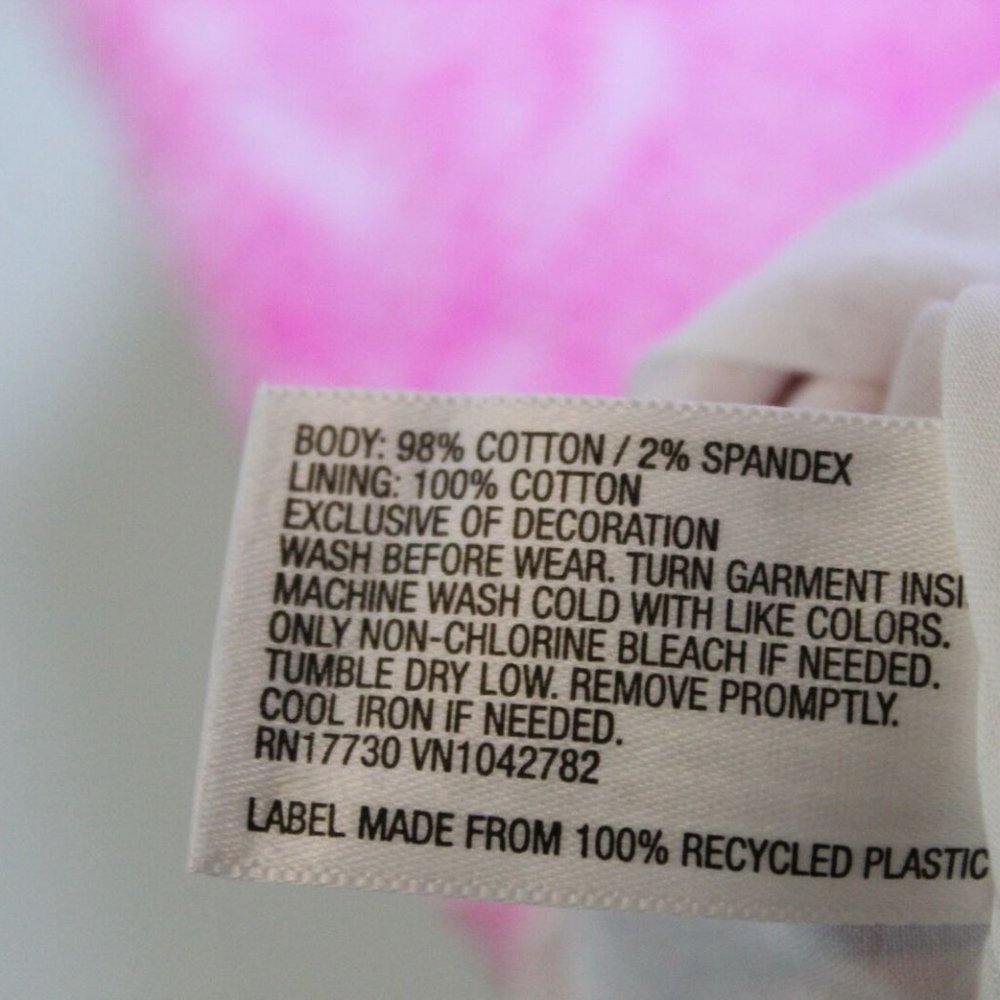 BODY: 98% COTTON / 2% SPANDEX
LINING: 100% COTTON
EXCLUSIVE OF DECORATION
WASH BEFORE WEAR. TURN GARMENT INSI
MACHINE WASH COLD WITH LIKE COLORS.
ONLY NON-CHLORINE BLEACH IF NEEDED.
TUMBLE DRY LOW. REMOVE PROMPTLY.
COOL IRON IF NEEDED.
RN17730 VN1042782
LABEL MADE FROM 100% RECYCLED PLASTIC